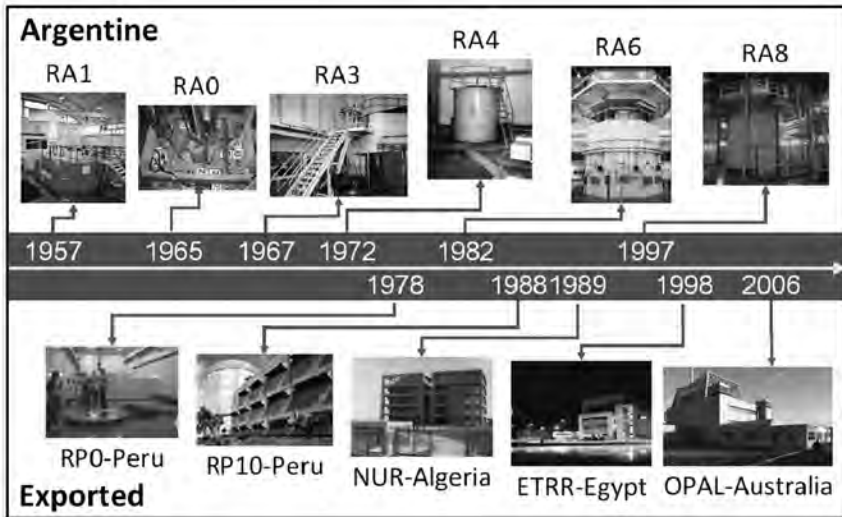 Argentine
RA1
RA0
RA3
RA4
RA6
RA8
1957
1965
1967
1972
1982
1997
1978
1988
1989
1998
2006
RP0-Peru
RP10-Peru
NUR-Algeria
ETRR-Egypt
OPAL-Australia
Exported